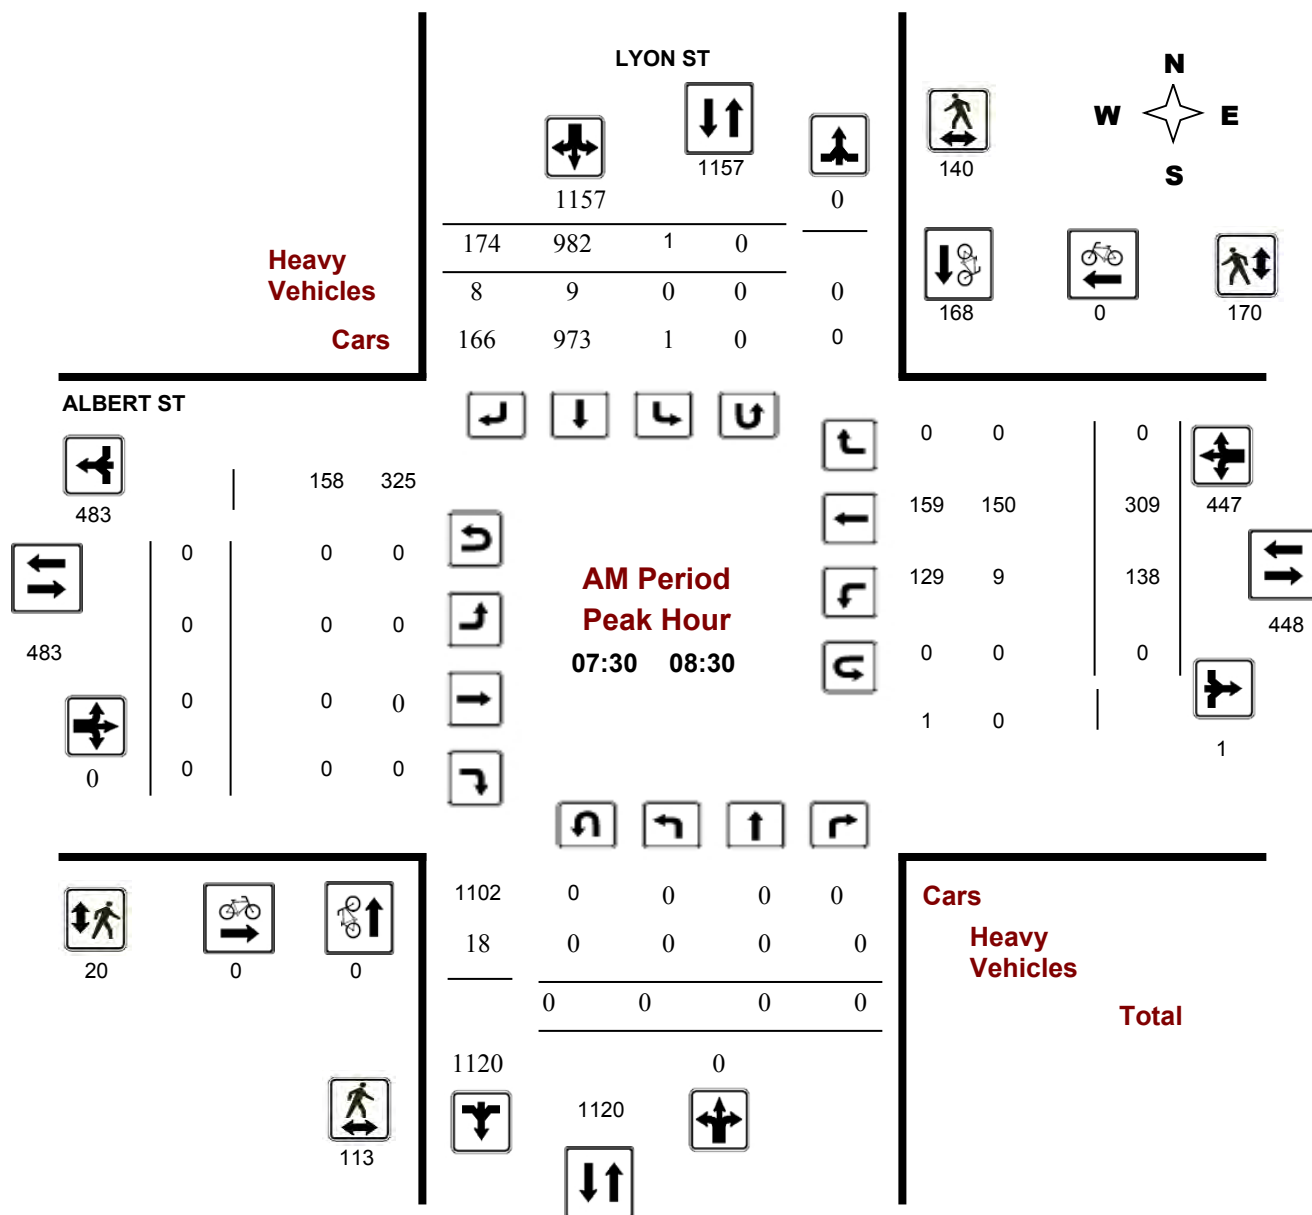 LYON ST
N
W E
S
1157
140
1157 0
174 982 1 0
Heavy
Vehicles
8 9 0 0 0
168 0 170
Cars
166 973 1 0 0
ALBERT ST
0 0 0
158 325
483
159 150 309 447
0 0 0
AM Period
129 9 138
Peak Hour
0 0 0
448
483
07:30 08:30
0 0 0
0 0 0
1 0
1
0
0 0 0
1102 0 0 0 0
Cars
18 0 0 0 0
Heavy
Vehicles
20 0 0
0 0 0 0
Total
1120 0
1120
113